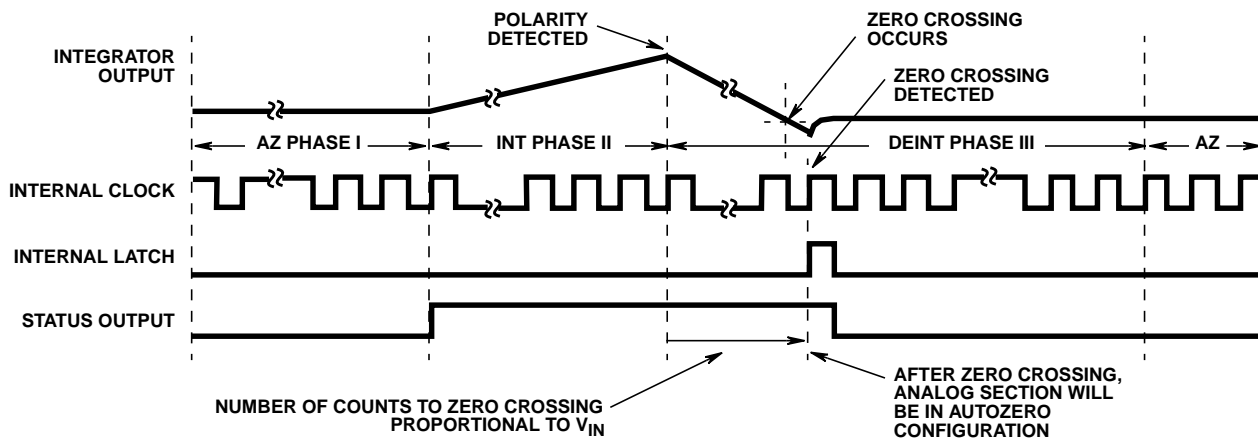 POLARITY
DETECTED
ZERO CROSSING
OCCURS
INTEGRATOR
OUTPUT
ZERO CROSSING
DETECTED
AZ PHASE I
INT PHASE II
DEINT PHASE III
AZ
INTERNAL CLOCK
INTERNAL LATCH
STATUS OUTPUT
NUMBER OF COUNTS TO ZERO CROSSING
PROPORTIONAL TO VIN
AFTER ZERO CROSSING,
ANALOG SECTION WILL
BE IN AUTOZERO
CONFIGURATION